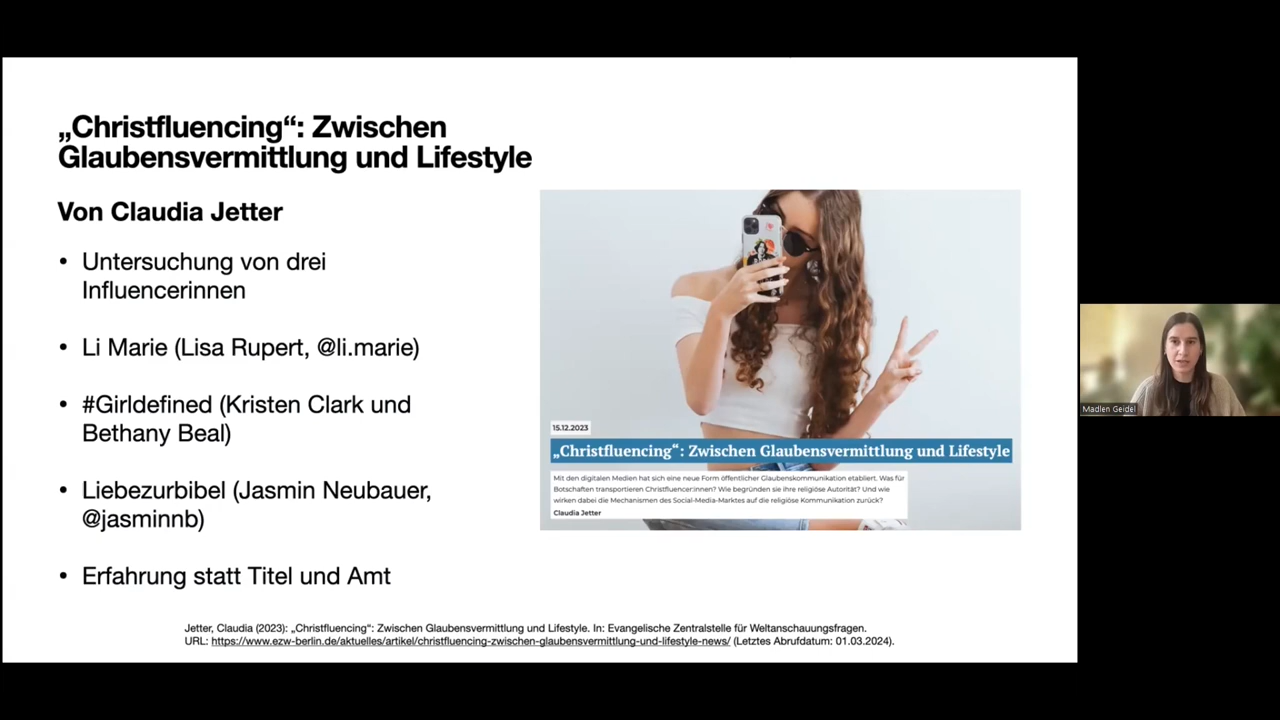 „Christfluencing“: Zwischen
Glaubensvermittlung und Lifestyle
Von Claudia Jetter
• Untersuchung von drei
Influencerinnen
• Li Marie (Lisa Rupert, @li.marie)
• #Girldefined (Kristen Clark und
Bethany Beal)
• Liebezurbibel (Jasmin Neubauer,
@jasminnb)
• Erfahrung statt Titel und Amt
15.12.2023
„Christfluencing“: Zwischen Glaubensvermittlung und Lifestyle
Mit den digitalen Medien hat sich eine neue Form öffentlicher Glaubenskommunikation etabliert. Was für
Botschaften transportieren Christfluencer:innen? Wie begründen sie ihre religiöse Autorität? Und wie
wirken dabei die Mechanismen des Social-Media-Marktes auf die religiöse Kommunikation zurück?
Claudia Jetter
Jetter, Claudia (2023): „Christfluencing“: Zwischen Glaubensvermittlung und Lifestyle. In: Evangelische Zentralstelle für Weltanschauungsfragen.
URL: https://www.ezw-berlin.de/aktuelles/artikel/christfluencing-zwischen-glaubensvermittlung-und-lifestyle-news/ (Letztes Abrufdatum: 01.03.2024).
Madlen Geidel